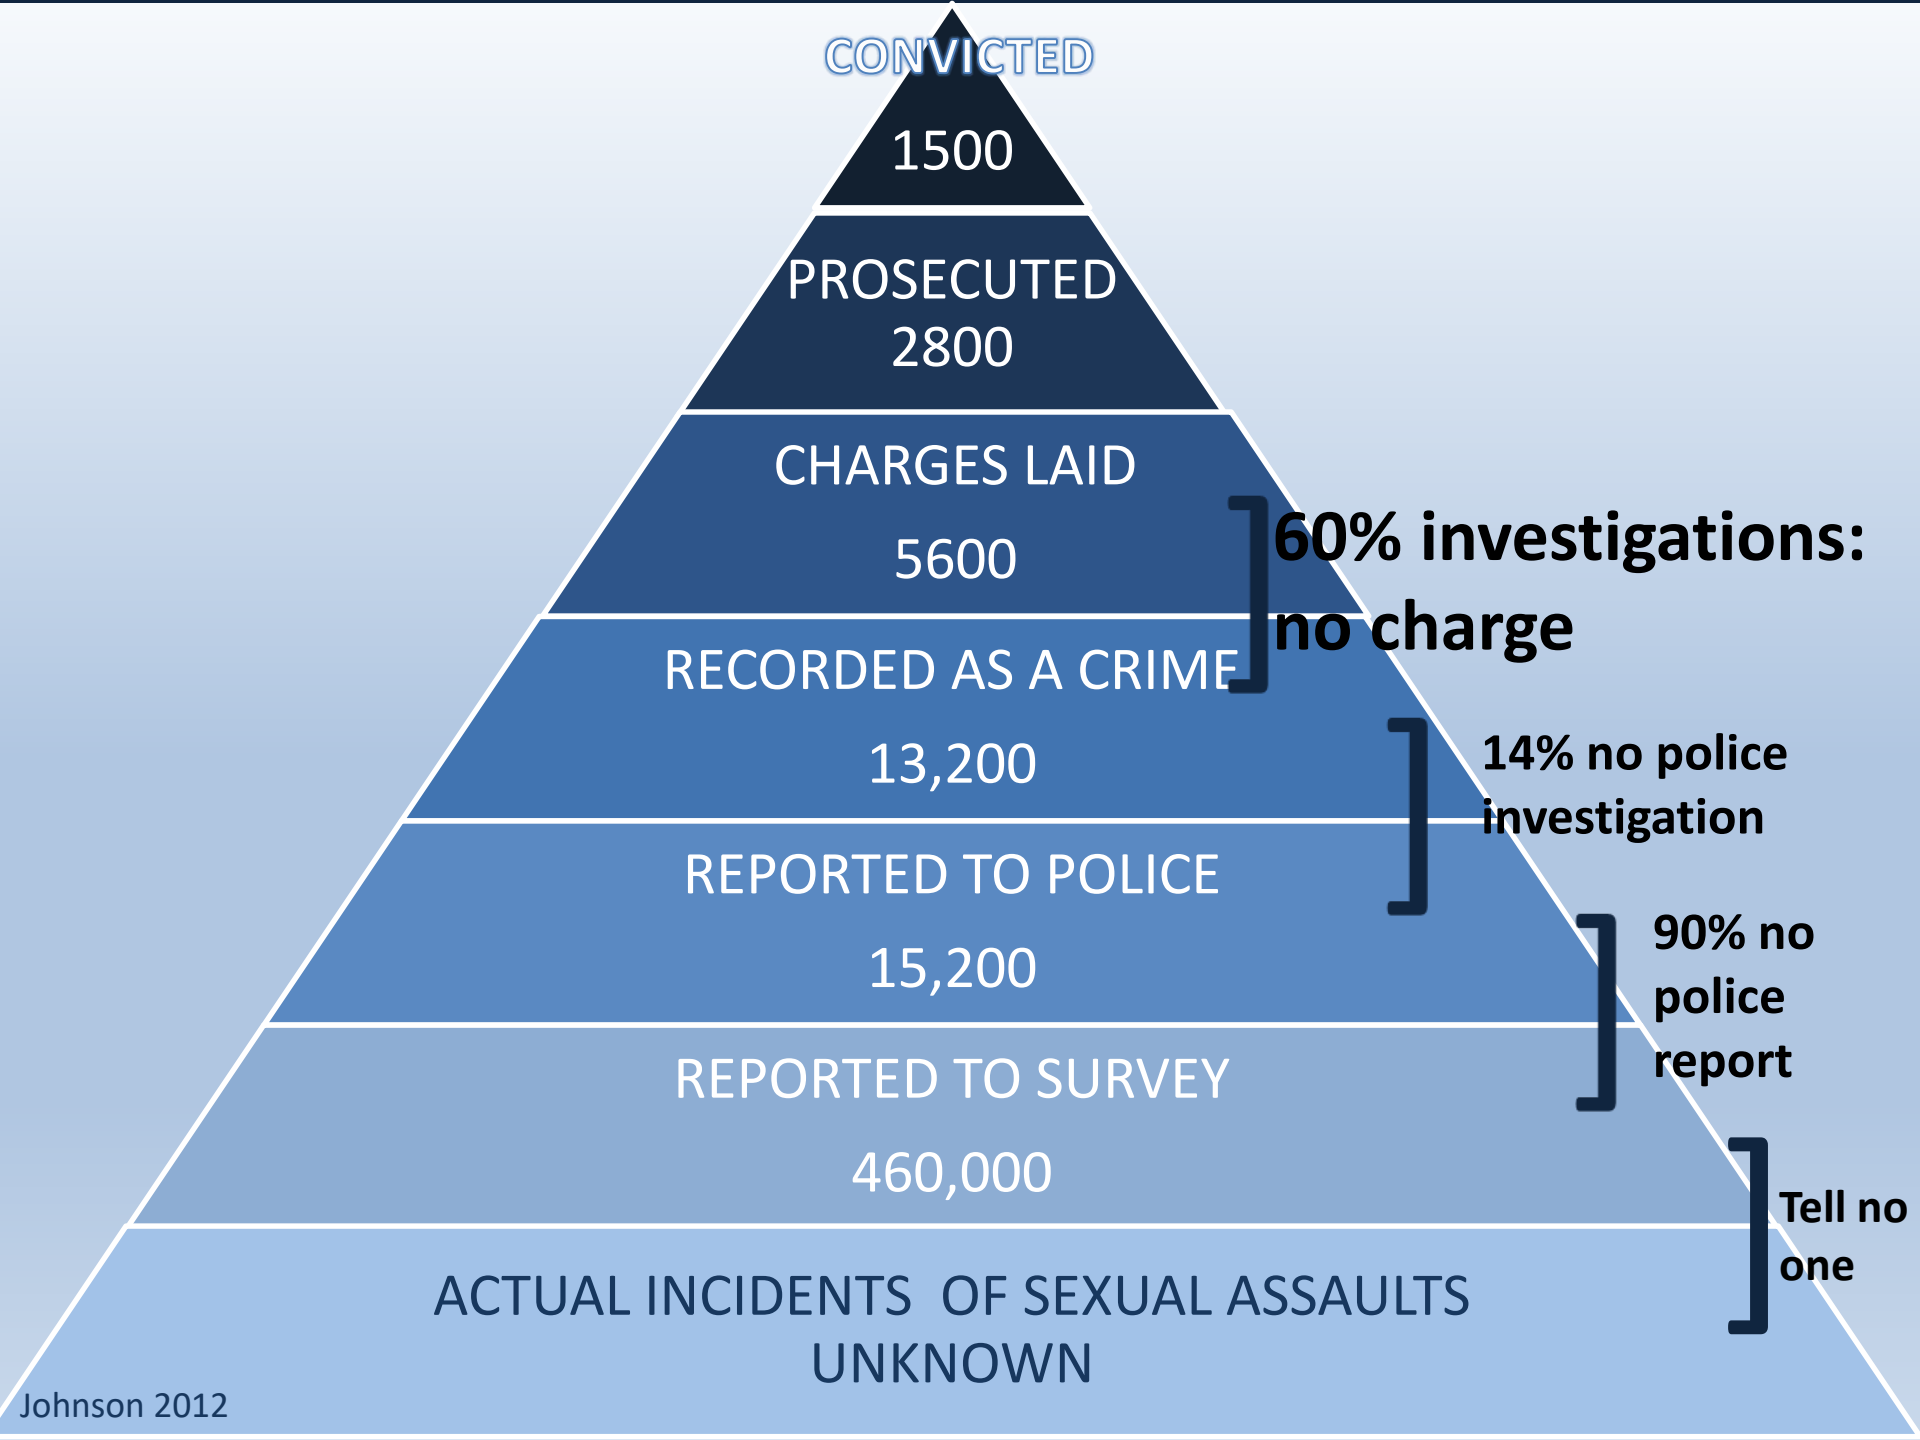 CONVICTED
1500
PROSECUTED
2800
CHARGES LAID
5600
60% investigations:
no charge
RECORDED AS A CRIME
13,200
14% no police
investigation
REPORTED TO POLICE
15,200
90% no
police
report
REPORTED TO SURVEY
460,000
Tell no
one
ACTUAL INCIDENTS  OF SEXUAL ASSAULTS
UNKNOWN
Johnson 2012